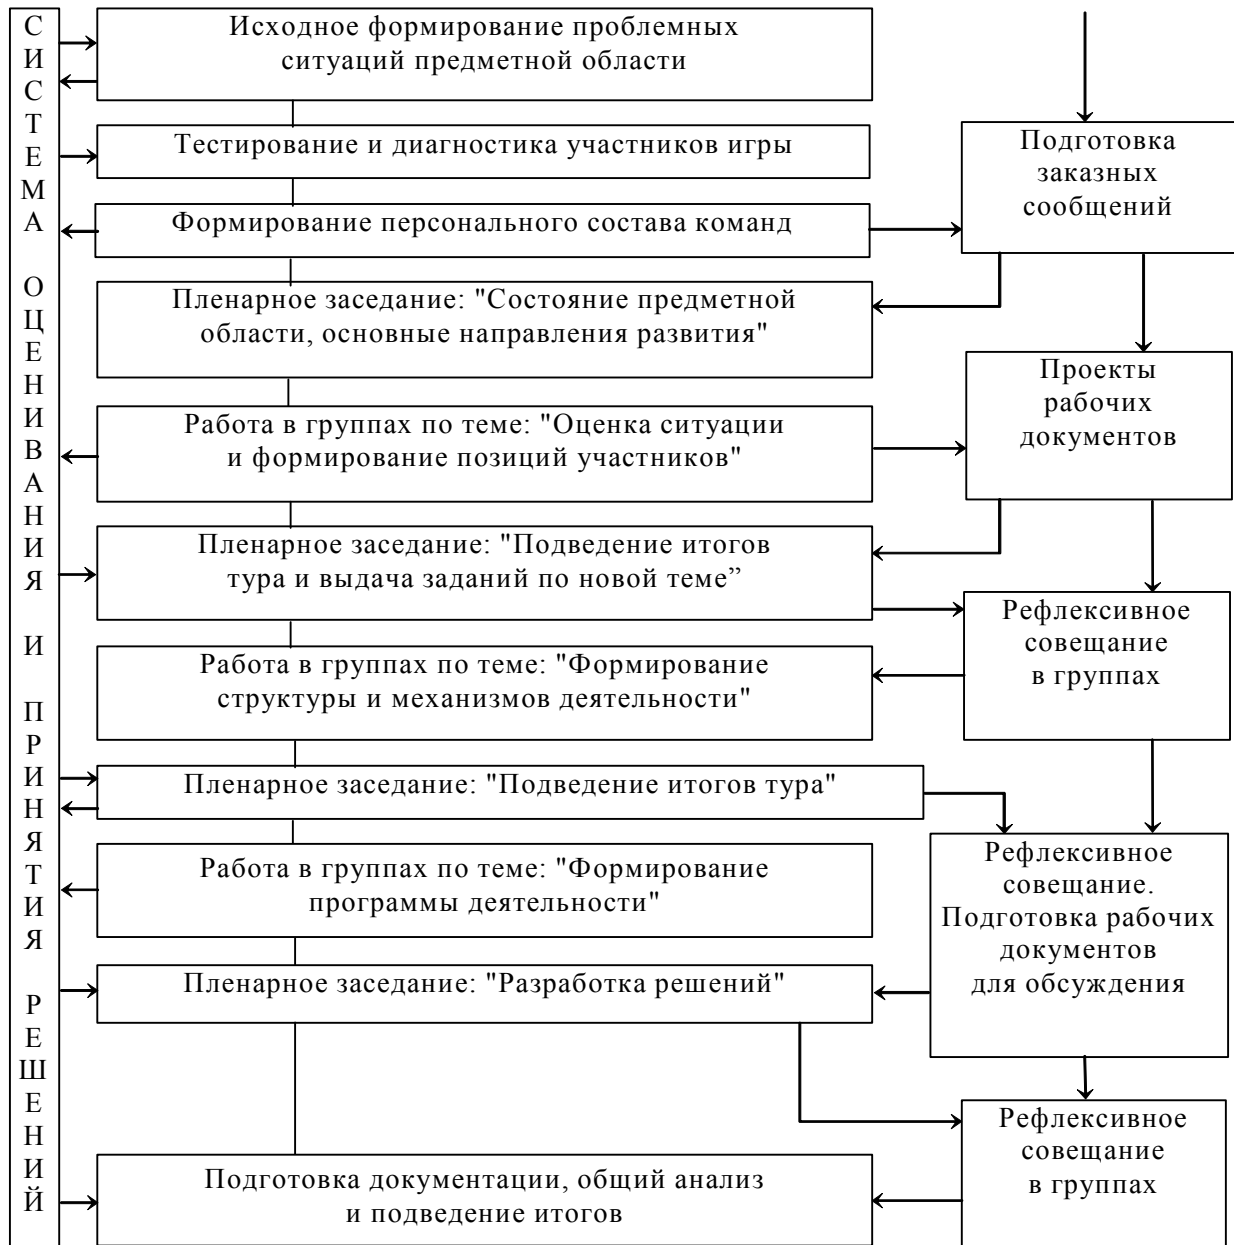 СИСТЕМА ОЦЕНИВАНИЯ И ПРИНЯТИЯ РЕШЕНИЙ
Исходное формирование проблемных
ситуаций предметной области
Тестирование и диагностика участников игры
Формирование персонального состава команд
Подготовка
заказных
сообщений
Пленарное заседание: "Состояние предметной
области, основные направления развития"
Работа в группах по теме: "Оценка ситуации
и формирование позиций участников"
Проекты
рабочих
документов
Пленарное заседание: "Подведение итогов
тура и выдача заданий по новой теме”
Рефлексивное
совещание
в группах
Работа в группах по теме: "Формирование
структуры и механизмов деятельности"
Пленарное заседание: "Подведение итогов тура"
Работа в группах по теме: "Формирование
программы деятельности"
Рефлексивное
совещание.
Подготовка рабочих
документов
для обсуждения
Пленарное заседание: "Разработка решений"
Рефлексивное
совещание
в группах
Подготовка документации, общий анализ
и подведение итогов